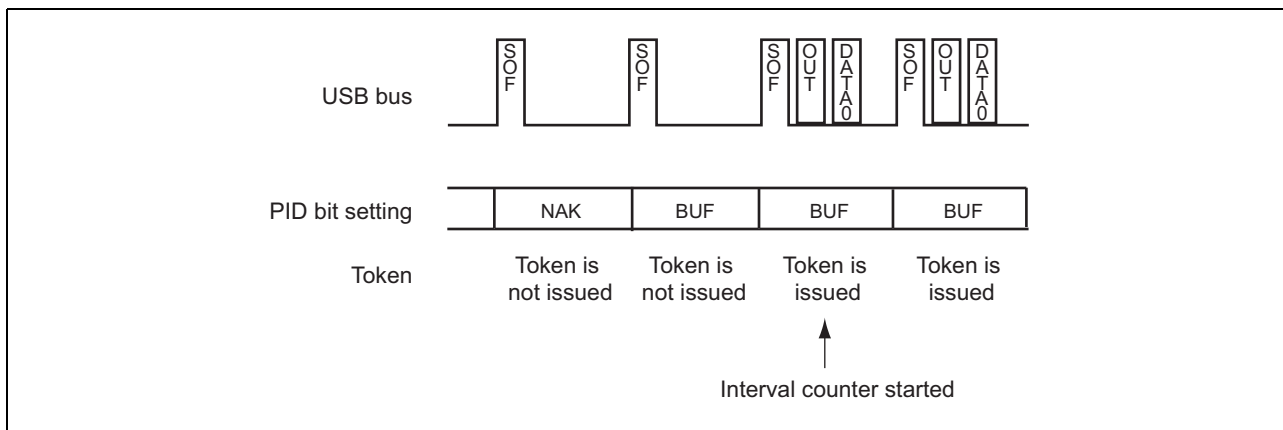 USB bus
SOF
SOF
SOF
OUT
DATA0
SOF
OUT
DATA0
PID bit setting
NAK
BUF
BUF
BUF
Token
Token is
not issued
Token is
not issued
Token is
issued
Token is
issued
Interval counter started